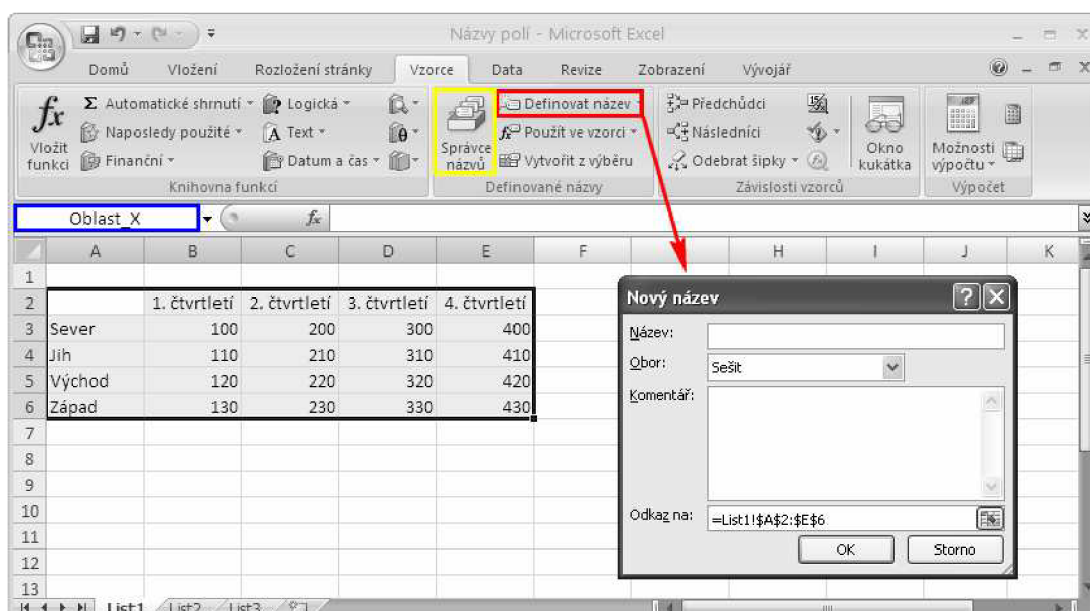 Názvy polí - Microsoft Excel
Domů Vložení Rozložení stránky Vzorce Data Revize Zobrazení Vývojář
fx Vložit funkci
Σ Automatické shrnutí
Naposledy použité
Finanční
Logická
Text
Datum a čas
Knihovna funkcí
Správce názvů
Definovat název
Použít ve vzorci
Vytvořit z výběru
Definované názvy
Předchůdci
Následníci
Odebrat šipky
Okno kukátka
Závislosti vzorců
Možnosti výpočtu
Výpočet
Oblast_X fx
A B C D E F H I J K
1
2 1. čtvrtletí 2. čtvrtletí 3. čtvrtletí 4. čtvrtletí
3 Sever 100 200 300 400
4 Jih 110 210 310 410
5 Východ 120 220 320 420
6 Západ 130 230 330 430
7
8
9
10
11
12
13
Nový název
Název:
Obor: Sešit
Komentář:
Odkaz na: =List1!$A$2:$E$6
OK Storno
List1 List2 List3